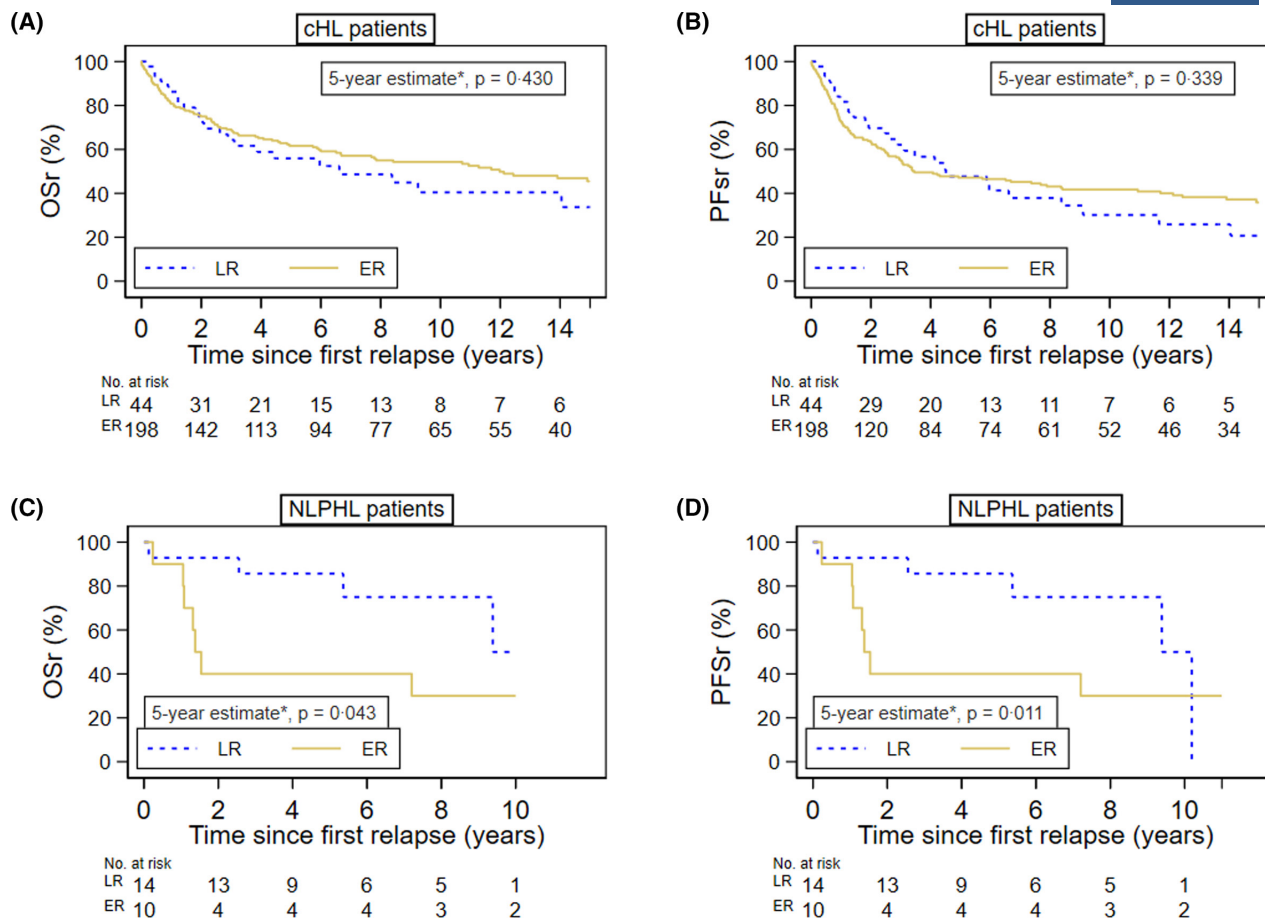 (A)
cHL patients
5-year estimate*, p = 0·430
OSr (%)
100
80
60
40
20
0
LR ER
0 2 4 6 8 10 12 14
Time since first relapse (years)
No. at risk
LR 44 31 21 15 13 8 7 6
ER 198 142 113 94 77 65 55 40
(B)
cHL patients
5-year estimate*, p = 0·339
PFsr (%)
100
80
60
40
20
0
LR ER
0 2 4 6 8 10 12 14
Time since first relapse (years)
No. at risk
LR 44 29 20 13 11 7 6 5
ER 198 120 84 74 61 52 46 34
(C)
NLPHL patients
OSr (%)
100
80
60
40
20
0
5-year estimate*, p = 0·043
LR ER
0 2 4 6 8 10
Time since first relapse (years)
No. at risk
LR 14 13 9 6 5 1
ER 10 4 4 4 3 2
(D)
NLPHL patients
PFSr (%)
100
80
60
40
20
0
5-year estimate*, p = 0·011
LR ER
0 2 4 6 8 10
Time since first relapse (years)
No. at risk
LR 14 13 9 6 5 1
ER 10 4 4 4 3 2